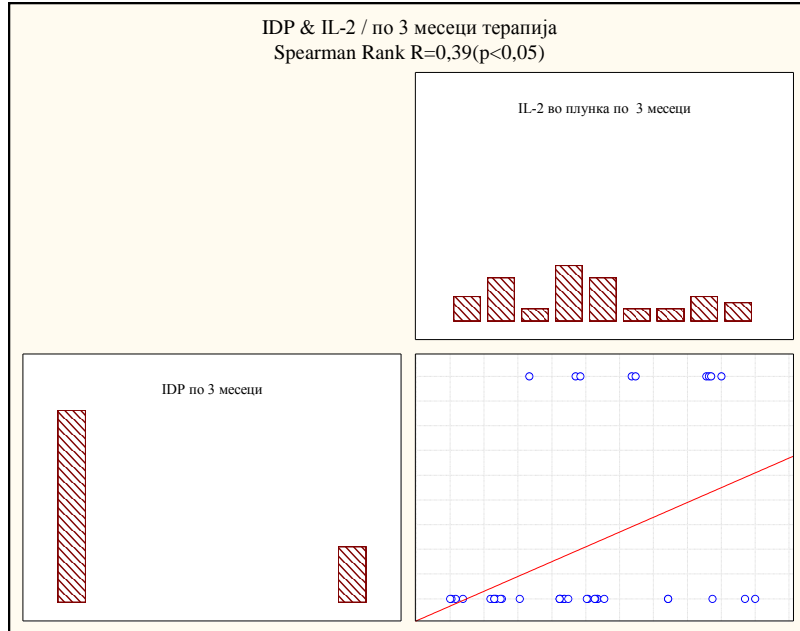 IDP & IL-2 / по 3 месеци терапија
Spearman Rank R=0,39(p<0,05)
IL-2 во плунка по  3 месеци
IDP по 3 месеци